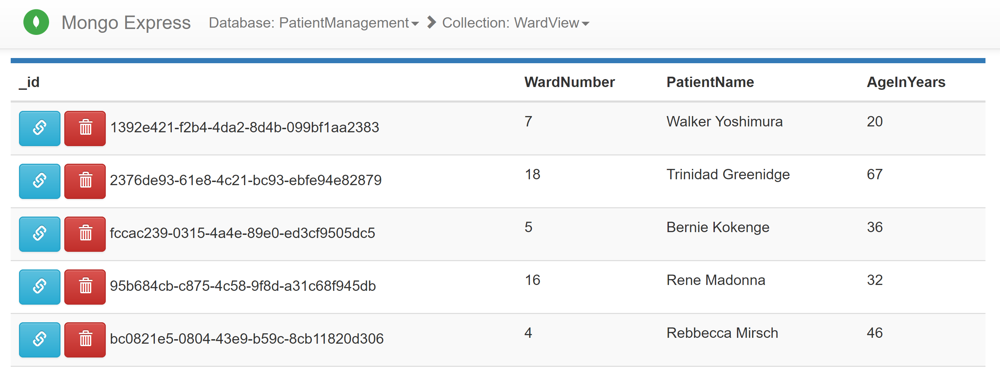 Mongo Express Database: PatientManagement Collection: WardView
_id WardNumber PatientName AgeInYears
1392e421-f2b4-4da2-8d4b-099bf1aa2383 7 Walker Yoshimura 20
2376de93-61e8-4c21-bc93-ebfe94e82879 18 Trinidad Greenidge 67
fccac239-0315-4a4e-89e0-ed3cf9505dc5 5 Bernie Kokenge 36
95b684cb-c875-4c58-9f8d-a31c68f945db 16 Rene Madonna 32
bc0821e5-0804-43e9-b59c-8cb11820d306 4 Rebbecca Mirsch 46